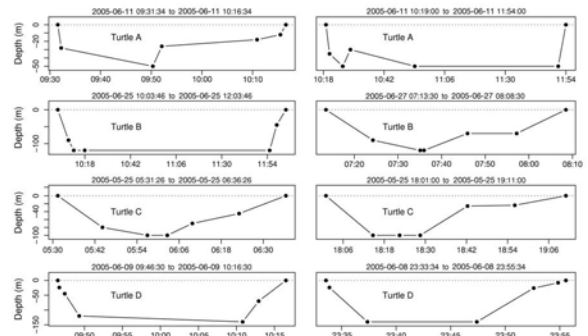 2005-06-11 09:31:34 to 2005-06-11 10:16:34
Depth (m)
0
−50
Turtle A
09:30 09:40 09:50 10:00 10:10
2005-06-11 10:19:00 to 2005-06-11 11:54:00
0
−60
Turtle A
10:18 10:42 11:06 11:30 11:54
2005-06-25 10:03:46 to 2005-06-25 12:03:46
Depth (m)
0
−100
Turtle B
10:18 10:42 11:06 11:30 11:54
2005-06-27 07:13:30 to 2005-06-27 08:08:30
0
−100
Turtle B
07:20 07:30 07:40 07:50 08:00 08:10
2005-05-25 05:31:26 to 2005-05-25 06:36:26
Depth (m)
0
−100
Turtle C
05:30 05:42 05:54 06:06 06:18 06:30
2005-05-25 18:01:00 to 2005-05-25 19:11:00
0
−100
Turtle C
18:06 18:18 18:30 18:42 18:54 19:06
2005-06-09 09:46:30 to 2005-06-09 10:16:30
Depth (m)
0
−150
Turtle D
09:50 09:55 10:00 10:05 10:10 10:15
2005-06-08 23:33:34 to 2005-06-08 23:55:34
0
Turtle D
23:35 23:40 23:45 23:50 23:55